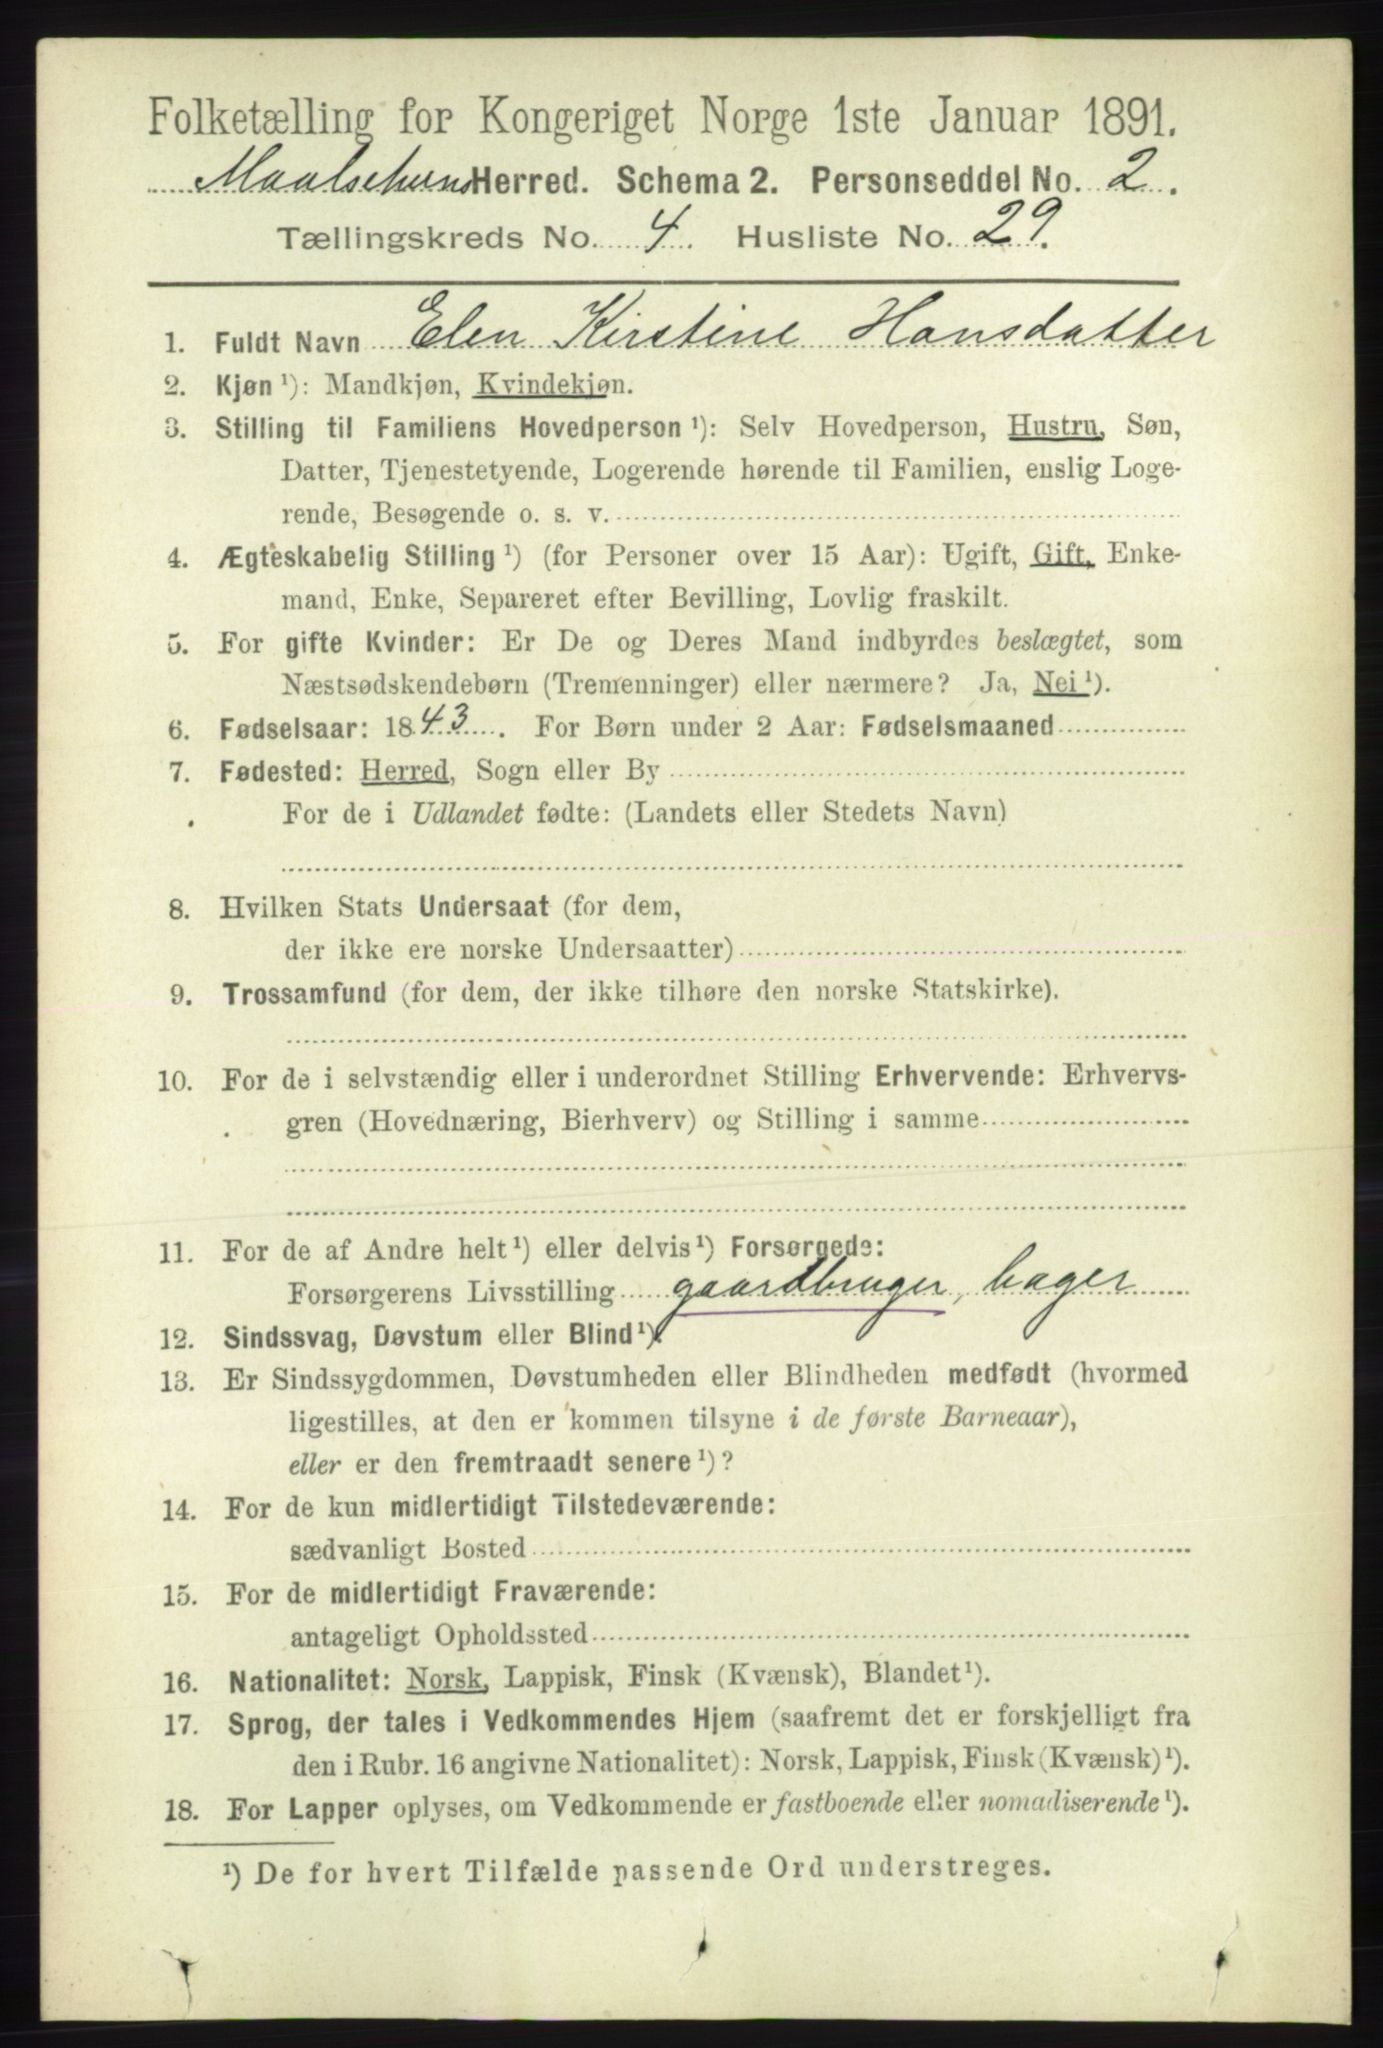 Folketælling for Kongeriget Norge 1ste Januar 1891.
Maalselvens Herred. Schema 2. Personseddel No. 2.
Tællingskreds No. 4. Husliste No. 29.
1. Fuldt Navn Elen Kirstine Hansdatter
2. Kjøn ¹): Mandkjøn, Kvindekjøn.
3. Stilling til Familiens Hovedperson ¹): Selv Hovedperson, Hustru, Søn,
Datter, Tjenestetyende, Logerende hørende til Familien, enslig Loge-
rende, Besøgende o. s. v.
4. Ægteskabelig Stilling ¹) (for Personer over 15 Aar): Ugift, Gift, Enke-
mand, Enke, Separeret efter Bevilling, Lovlig fraskilt.
5. For gifte Kvinder: Er De og Deres Mand indbyrdes beslægtet, som
Næstsødskendebørn (Tremenninger) eller nærmere? Ja, Nei ¹).
6. Fødselsaar: 1843. For Børn under 2 Aar: Fødselsmaaned
7. Fødested: Herred, Sogn eller By
For de i Udlandet fødte: (Landets eller Stedets Navn)
8. Hvilken Stats Undersaat (for dem,
der ikke ere norske Undersaatter)
9. Trossamfund (for dem, der ikke tilhøre den norske Statskirke).
10. For de i selvstændig eller i underordnet Stilling Erhvervende: Erhvervs-
gren (Hovednæring, Bierhverv) og Stilling i samme
11. For de af Andre helt ¹) eller delvis ¹) Forsørgede:
Forsørgerens Livsstilling gaardbruger, bager
12. Sindssvag, Døvstum eller Blind ¹).
13. Er Sindssygdommen, Døvstumheden eller Blindheden medfødt (hvormed
ligestilles, at den er kommen tilsyne i de første Barneaar),
eller er den fremtraadt senere ¹)?
14. For de kun midlertidigt Tilstedeværende:
sædvanligt Bosted
15. For de midlertidigt Fraværende:
antageligt Opholdssted
16. Nationalitet: Norsk, Lappisk, Finsk (Kvænsk), Blandet ¹).
17. Sprog, der tales i Vedkommendes Hjem (saafremt det er forskjelligt fra
den i Rubr. 16 angivne Nationalitet): Norsk, Lappisk, Finsk (Kvænsk) ¹).
18. For Lapper oplyses, om Vedkommende er fastboende eller nomadiserende ¹).
¹) De for hvert Tilfælde passende Ord understreges.